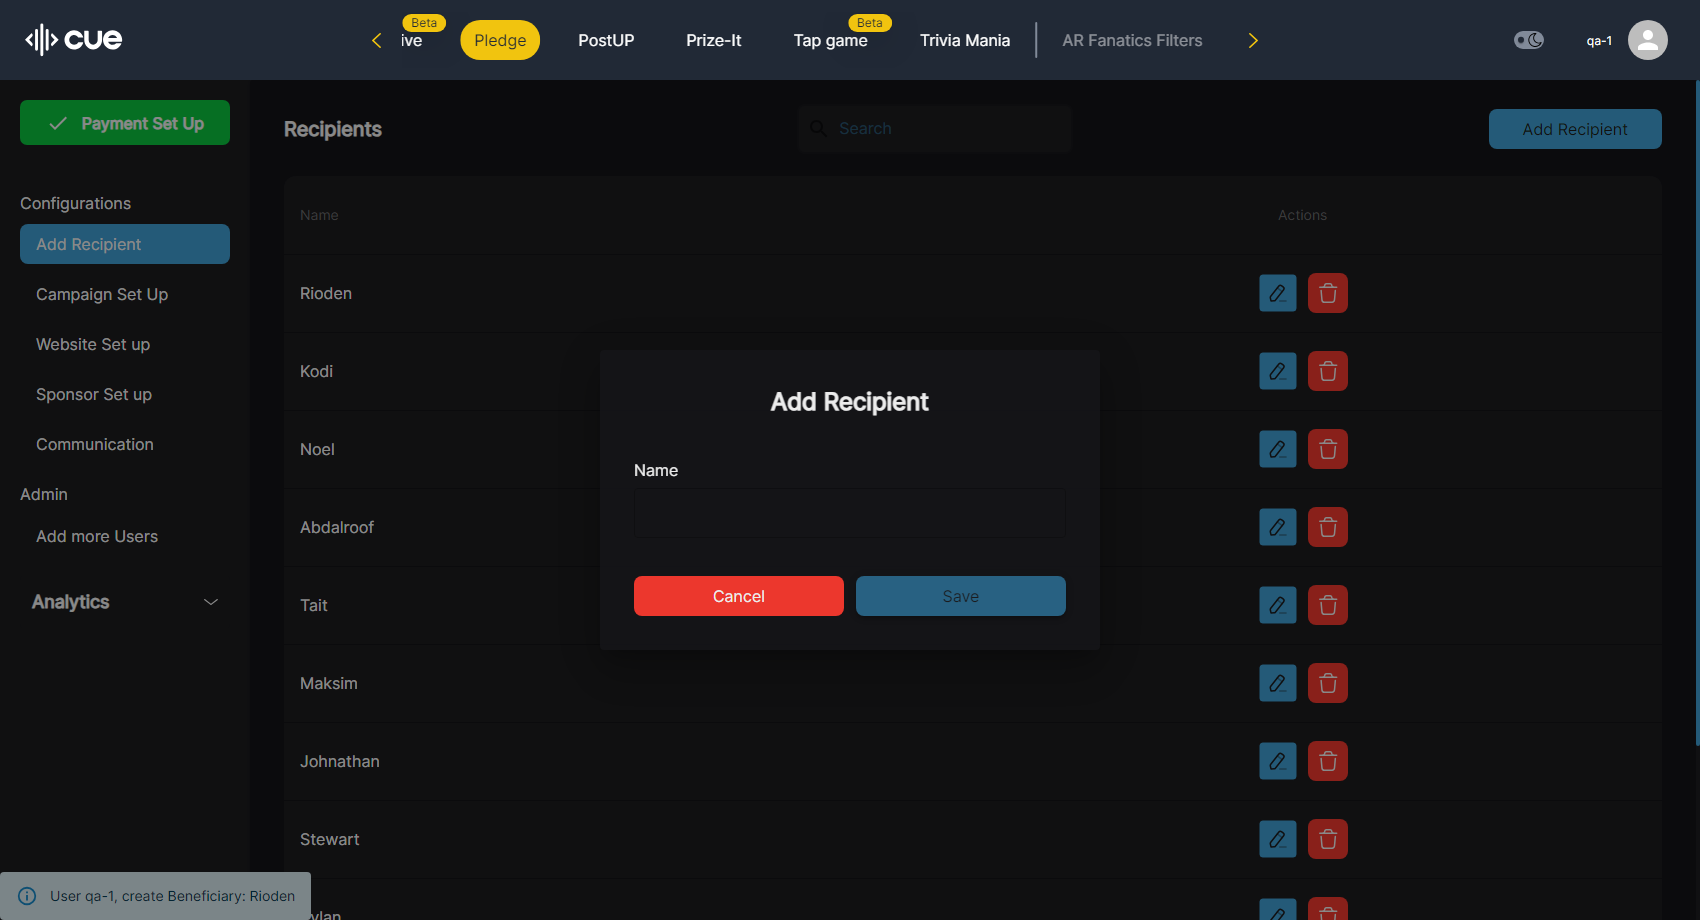 cue
Beta
ive
Pledge
PostUP
Prize-It
Tap game
Beta
Trivia Mania
AR Fanatics Filters
qa-1
Payment Set Up
Configurations
Add Recipient
Campaign Set Up
Website Set up
Sponsor Set up
Communication
Admin
Add more Users
Analytics
Recipients
Search
Add Recipient
Name
Actions
Rioden
Kodi
Noel
Abdalroof
Tait
Maksim
Johnathan
Stewart
Add Recipient
Name
Cancel
Save
User qa-1, create Beneficiary: Rioden